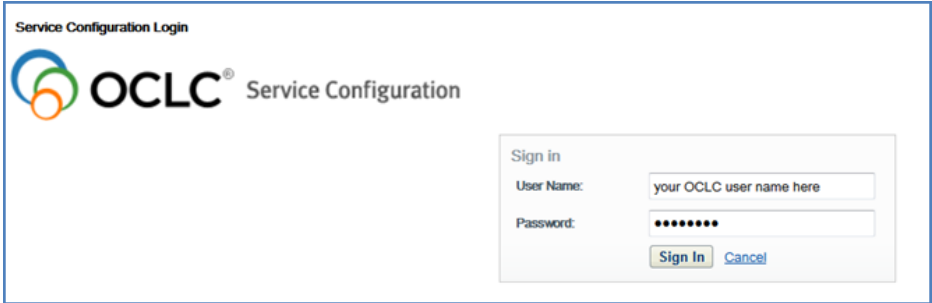 Service Configuration Login
OCLC® Service Configuration
Sign in
User Name: your OCLC user name here
Password: ••••••••
Sign In Cancel